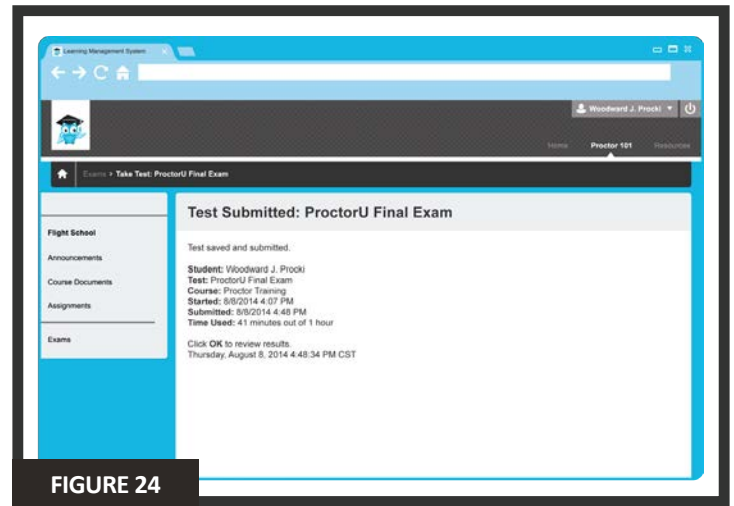 Learning Management System
Woodward J. Procki
Home Proctor 101 Resources
Exams › Take Test: ProctorU Final Exam
Test Submitted: ProctorU Final Exam
Flight School
Announcements
Course Documents
Assignments
Exams
Test saved and submitted.
Student: Woodward J. Procki
Test: ProctorU Final Exam
Course: Proctor Training
Started: 8/8/2014 4:07 PM
Submitted: 8/8/2014 4:48 PM
Time Used: 41 minutes out of 1 hour
Click OK to review results.
Thursday, August 8, 2014 4:48:34 PM CST
FIGURE 24